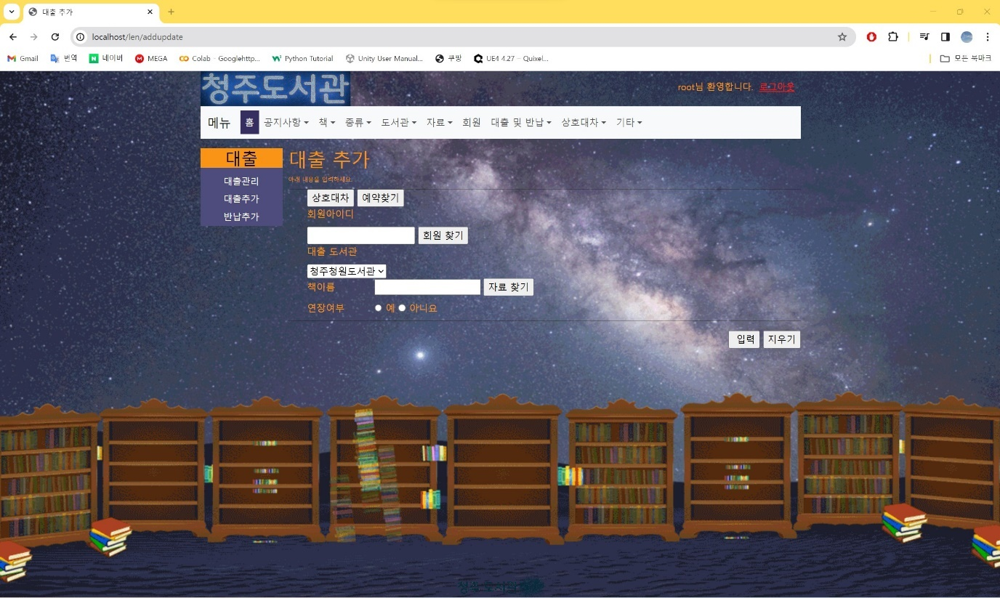 대출 추가
localhost/len/addupdate
Gmail 번역 네이버 MEGA Colab - Googlehttp... Python Tutorial Unity User Manual... 쿠팡 UE4 4.27 - Quixel... 모든 북마크
청주도서관
root님 환영합니다. 로그아웃
메뉴 홈 공지사항 책 종류 도서관 자료 회원 대출 및 반납 상호대차 기타
대출
대출관리
대출추가
반납추가
대출 추가
아래 내용을 입력하세요.
상호대차 예약찾기
회원아이디
회원 찾기
대출 도서관
청주청원도서관
책이름 자료 찾기
연장여부 예 아니요
입력 지우기